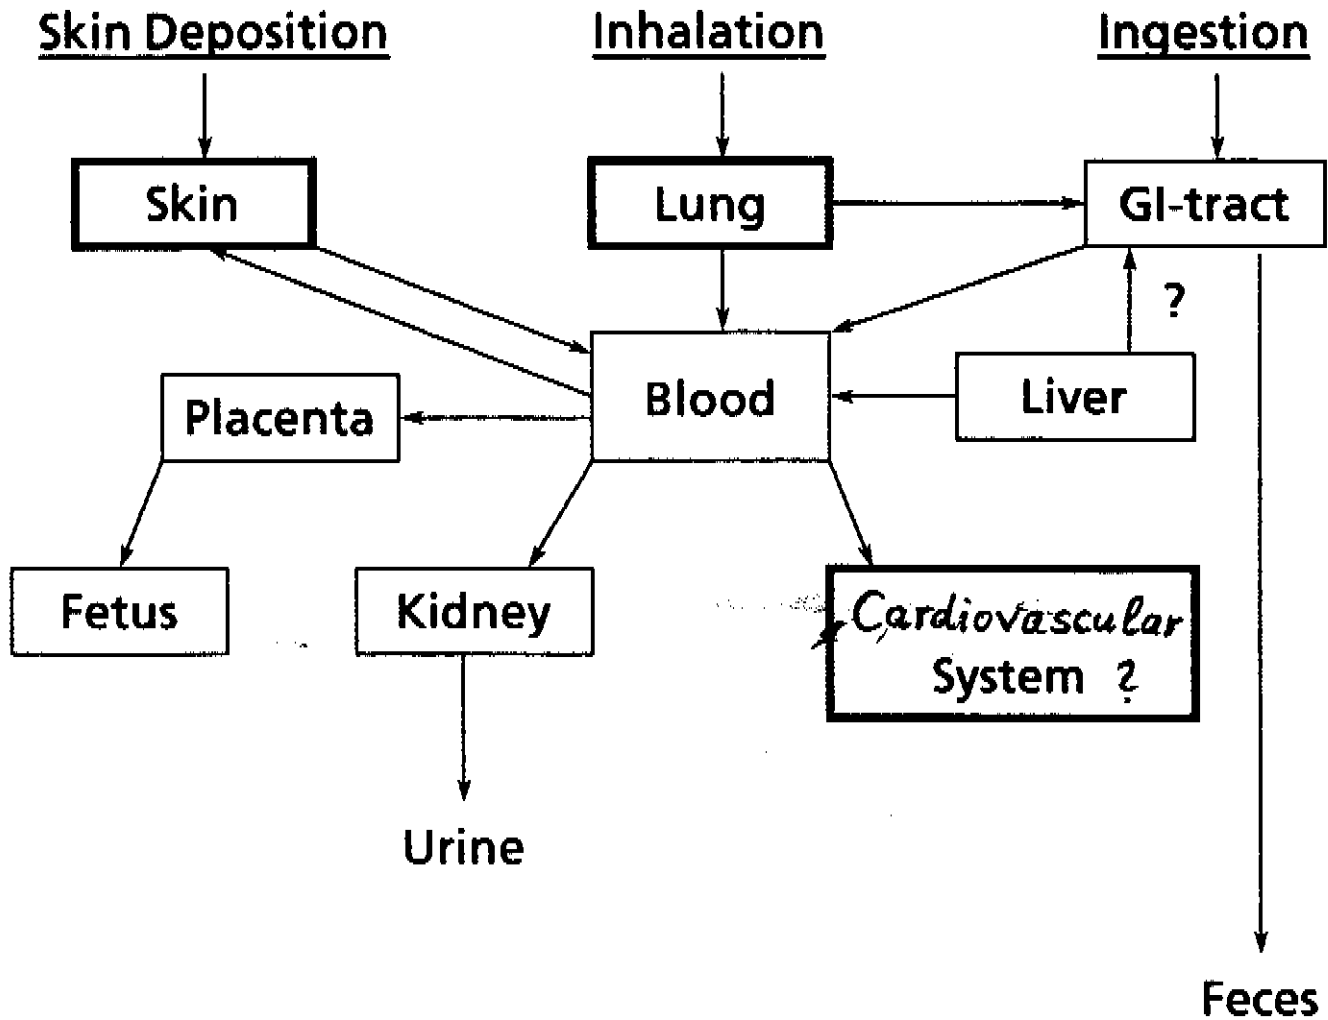 Skin Deposition
Inhalation
Ingestion
Skin
Lung
GI-tract
?
Blood
Liver
Placenta
Fetus
Kidney
Cardiovascular
System ?
Urine
Feces